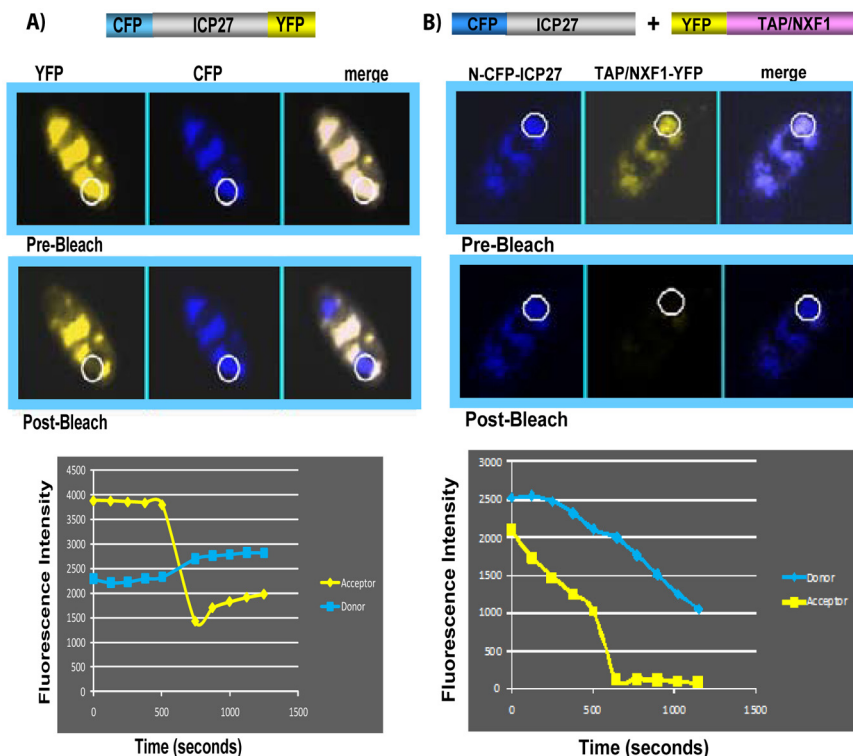 A)
CFP ICP27 YFP
YFP CFP merge
Pre-Bleach
Post-Bleach
Fluorescence Intensity
4500
4000
3500
3000
2500
2000
1500
1000
500
0
0 500 1000 1500
Time (seconds)
Acceptor
Donor
B)
CFP ICP27 + YFP TAP/NXF1
N-CFP-ICP27 TAP/NXF1-YFP merge
Pre-Bleach
Post-Bleach
Fluorescence Intensity
3000
2500
2000
1500
1000
500
0
0 500 1000 1500
Time (seconds)
Donor
Acceptor